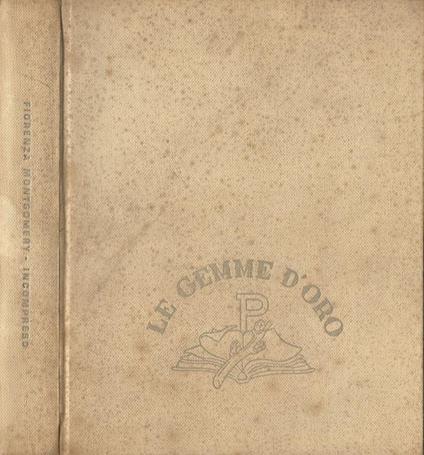 FIORENZA MONTGOMERY - INCOMPRESO
LE GEMME D'ORO
P